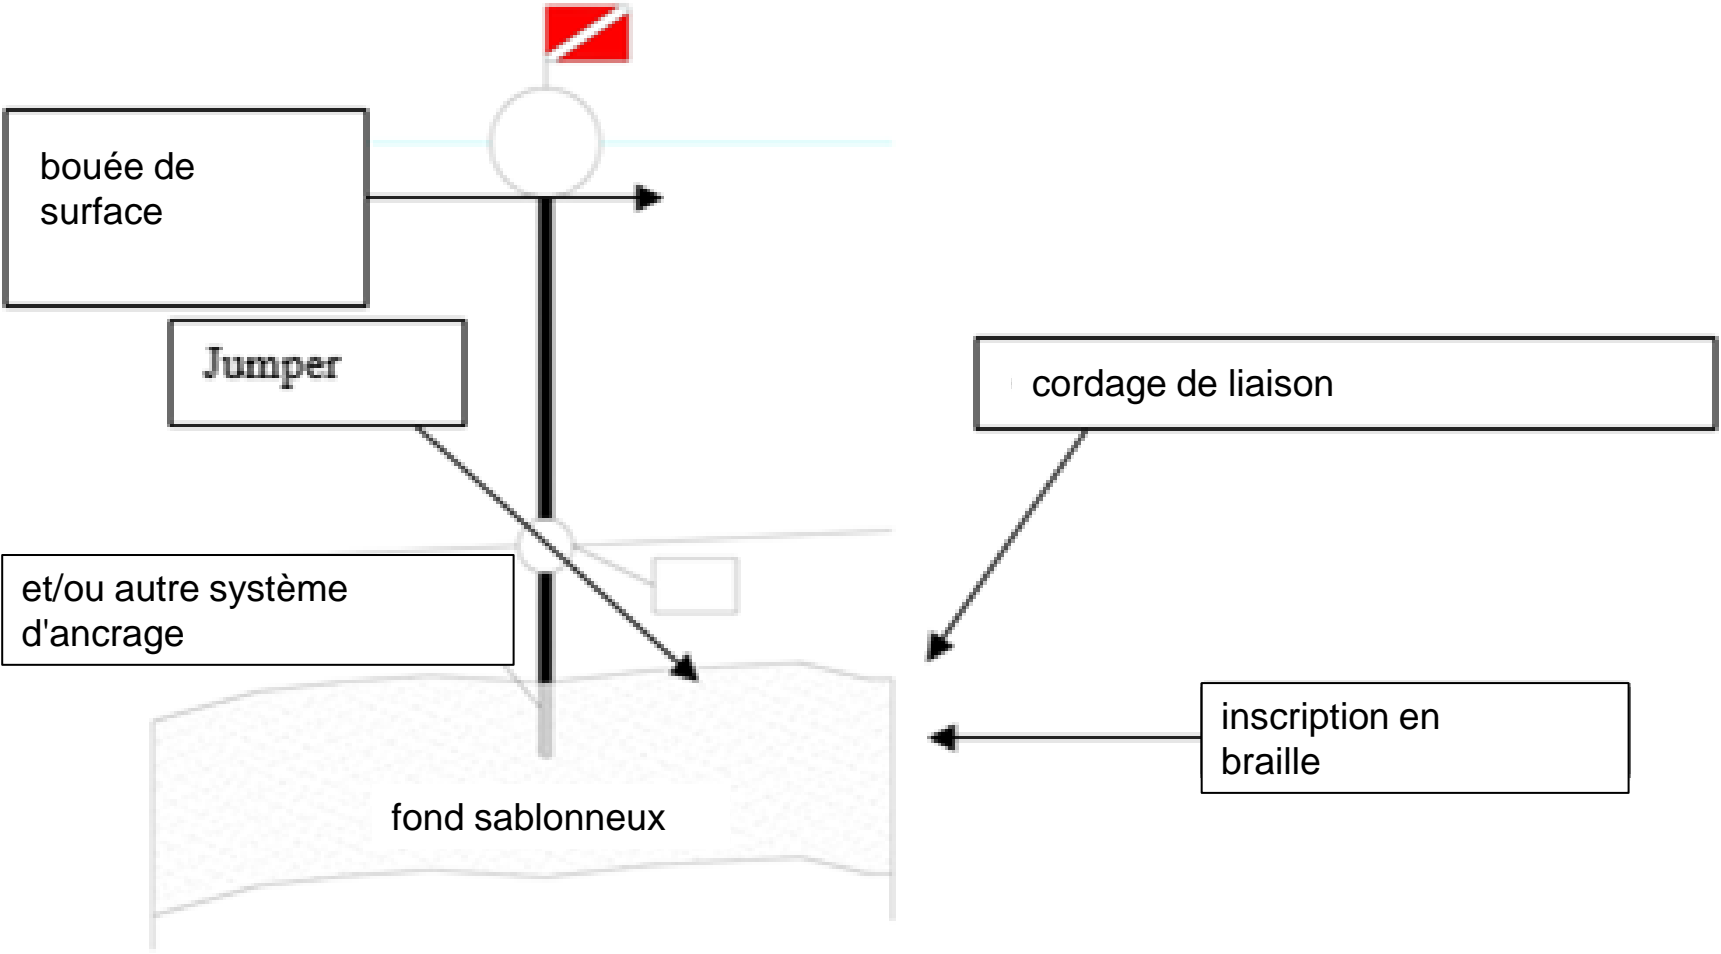 bouée de
surface
Jumper
cordage de liaison
et/ou autre système
d'ancrage
inscription en
braille
fond sablonneux